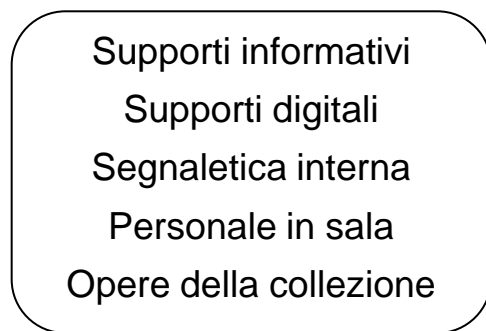 Supporti informativi
Supporti digitali
Segnaletica interna
Personale in sala
Opere della collezione